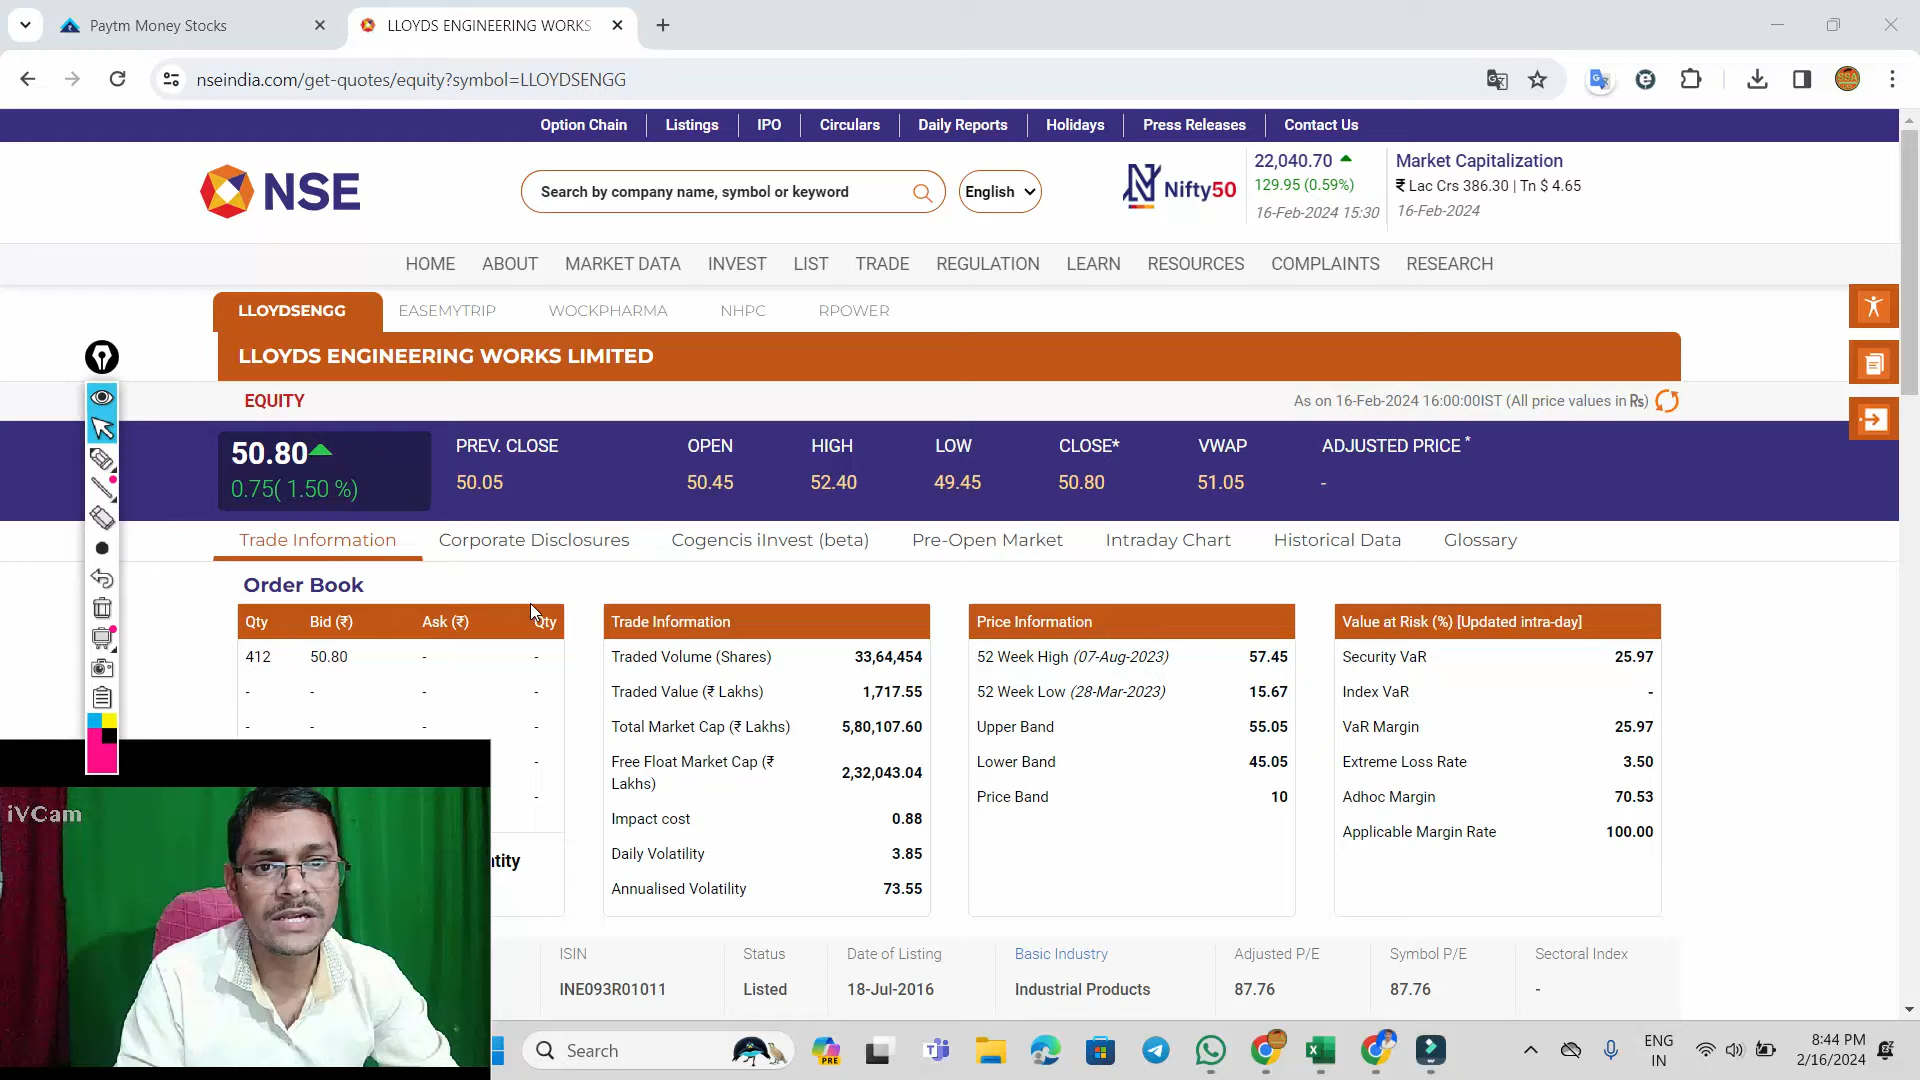 Paytm Money Stocks
LLOYDS ENGINEERING WORKS
nseindia.com/get-quotes/equity?symbol=LLOYDSENGG
Option Chain Listings IPO Circulars Daily Reports Holidays Press Releases Contact Us
NSE
Search by company name, symbol or keyword
English
Nifty50
22,040.70
129.95 (0.59%)
16-Feb-2024 15:30
Market Capitalization
₹ Lac Crs 386.30 | Tn $ 4.65
16-Feb-2024
HOME ABOUT MARKET DATA INVEST LIST TRADE REGULATION LEARN RESOURCES COMPLAINTS RESEARCH
LLOYDSENGG EASEMYTRIP WOCKPHARMA NHPC RPOWER
LLOYDS ENGINEERING WORKS LIMITED
EQUITY
As on 16-Feb-2024 16:00:00IST (All price values in Rs)
50.80
0.75( 1.50 %)
PREV. CLOSE OPEN HIGH LOW CLOSE* VWAP ADJUSTED PRICE *
50.05 50.45 52.40 49.45 50.80 51.05 -
Trade Information Corporate Disclosures Cogencis iInvest (beta) Pre-Open Market Intraday Chart Historical Data Glossary
Order Book
Qty Bid (₹) Ask (₹) Qty
412 50.80 - -
- - - -
- - - -
-
-
ntity
Trade Information
Traded Volume (Shares) 33,64,454
Traded Value (₹ Lakhs) 1,717.55
Total Market Cap (₹ Lakhs) 5,80,107.60
Free Float Market Cap (₹
Lakhs) 2,32,043.04
Impact cost 0.88
Daily Volatility 3.85
Annualised Volatility 73.55
Price Information
52 Week High (07-Aug-2023) 57.45
52 Week Low (28-Mar-2023) 15.67
Upper Band 55.05
Lower Band 45.05
Price Band 10
Value at Risk (%) [Updated intra-day]
Security VaR 25.97
Index VaR -
VaR Margin 25.97
Extreme Loss Rate 3.50
Adhoc Margin 70.53
Applicable Margin Rate 100.00
iVCam
ISIN Status Date of Listing Basic Industry Adjusted P/E Symbol P/E Sectoral Index
INE093R01011 Listed 18-Jul-2016 Industrial Products 87.76 87.76 -
Search
PRE
ENG
IN
8:44 PM
2/16/2024